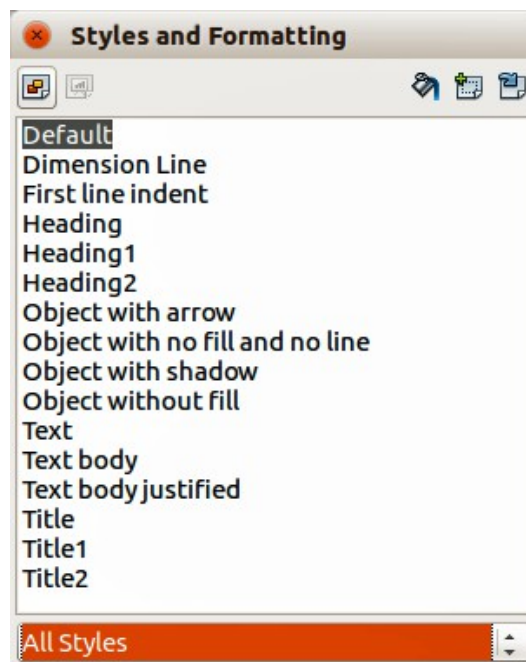 Styles and Formatting
Default
Dimension Line
First line indent
Heading
Heading1
Heading2
Object with arrow
Object with no fill and no line
Object with shadow
Object without fill
Text
Text body
Text body justified
Title
Title1
Title2
All Styles